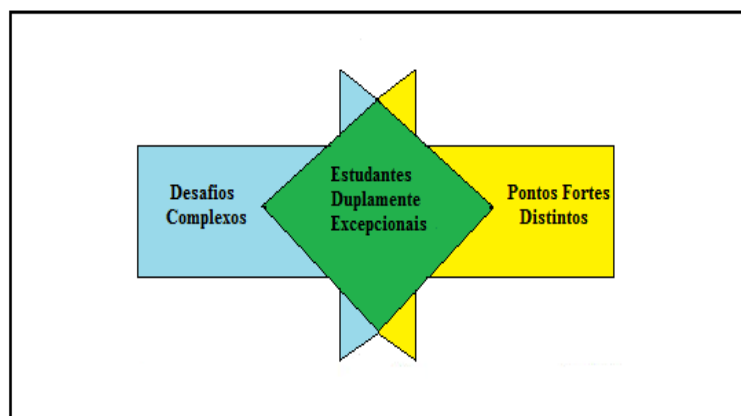 Desafios
Complexos
Estudantes
Duplamente
Excepcionais
Pontos Fortes
Distintos